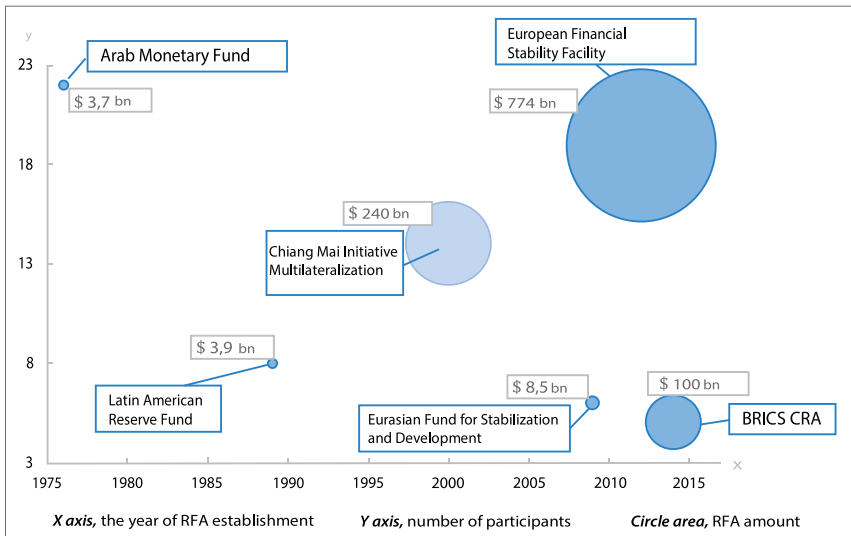 y
Arab Monetary Fund
European Financial
Stability Facility
23
$ 3,7 bn
$ 774 bn
18
$ 240 bn
Chiang Mai Initiative
Multilateralization
13
$ 3,9 bn
8
$ 8,5 bn
$ 100 bn
Latin American
Reserve Fund
Eurasian Fund for Stabilization
and Development
BRICS CRA
3
x
1975 1980 1985 1990 1995 2000 2005 2010 2015
X axis, the year of RFA establishment
Y axis, number of participants
Circle area, RFA amount